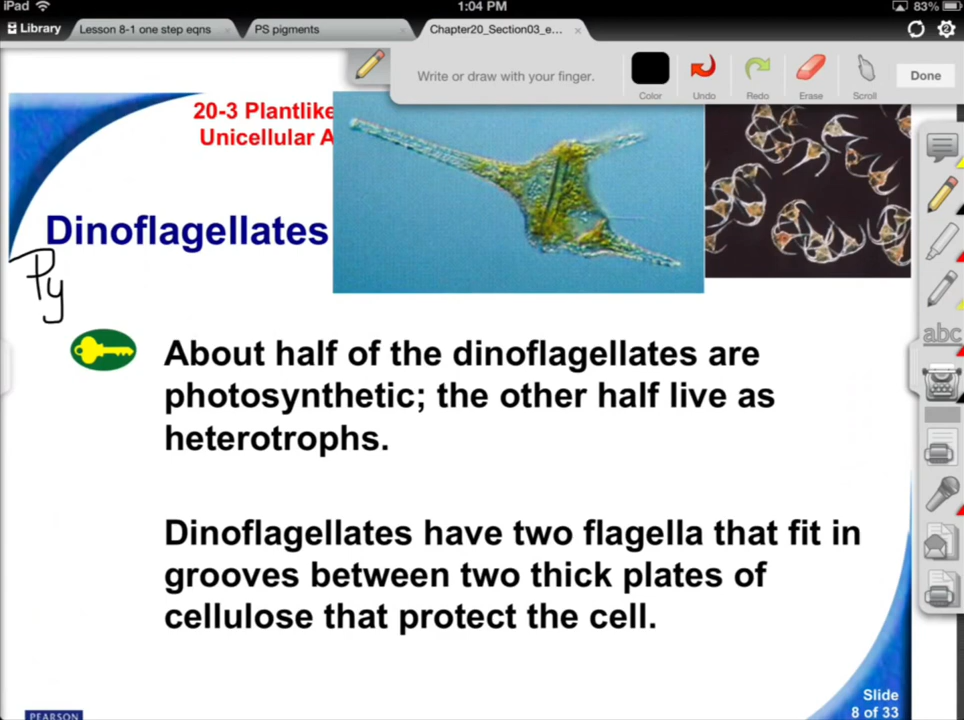 iPad
1:04 PM
83%
Library
Lesson 8-1 one step eqns
PS pigments
Chapter20_Section03_e...
Write or draw with your finger.
Color
Undo
Redo
Erase
Scroll
Done
20-3 Plantlike
Unicellular A
Dinoflagellates
Py
About half of the dinoflagellates are
photosynthetic; the other half live as
heterotrophs.
Dinoflagellates have two flagella that fit in
grooves between two thick plates of
cellulose that protect the cell.
abc
PEARSON
Slide
8 of 33